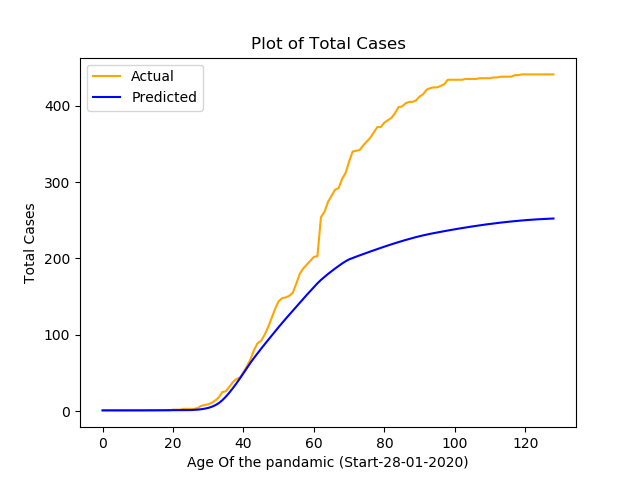 Plot of Total Cases
Actual
Predicted
Total Cases
400
300
200
100
0
0 20 40 60 80 100 120
Age Of the pandamic (Start-28-01-2020)